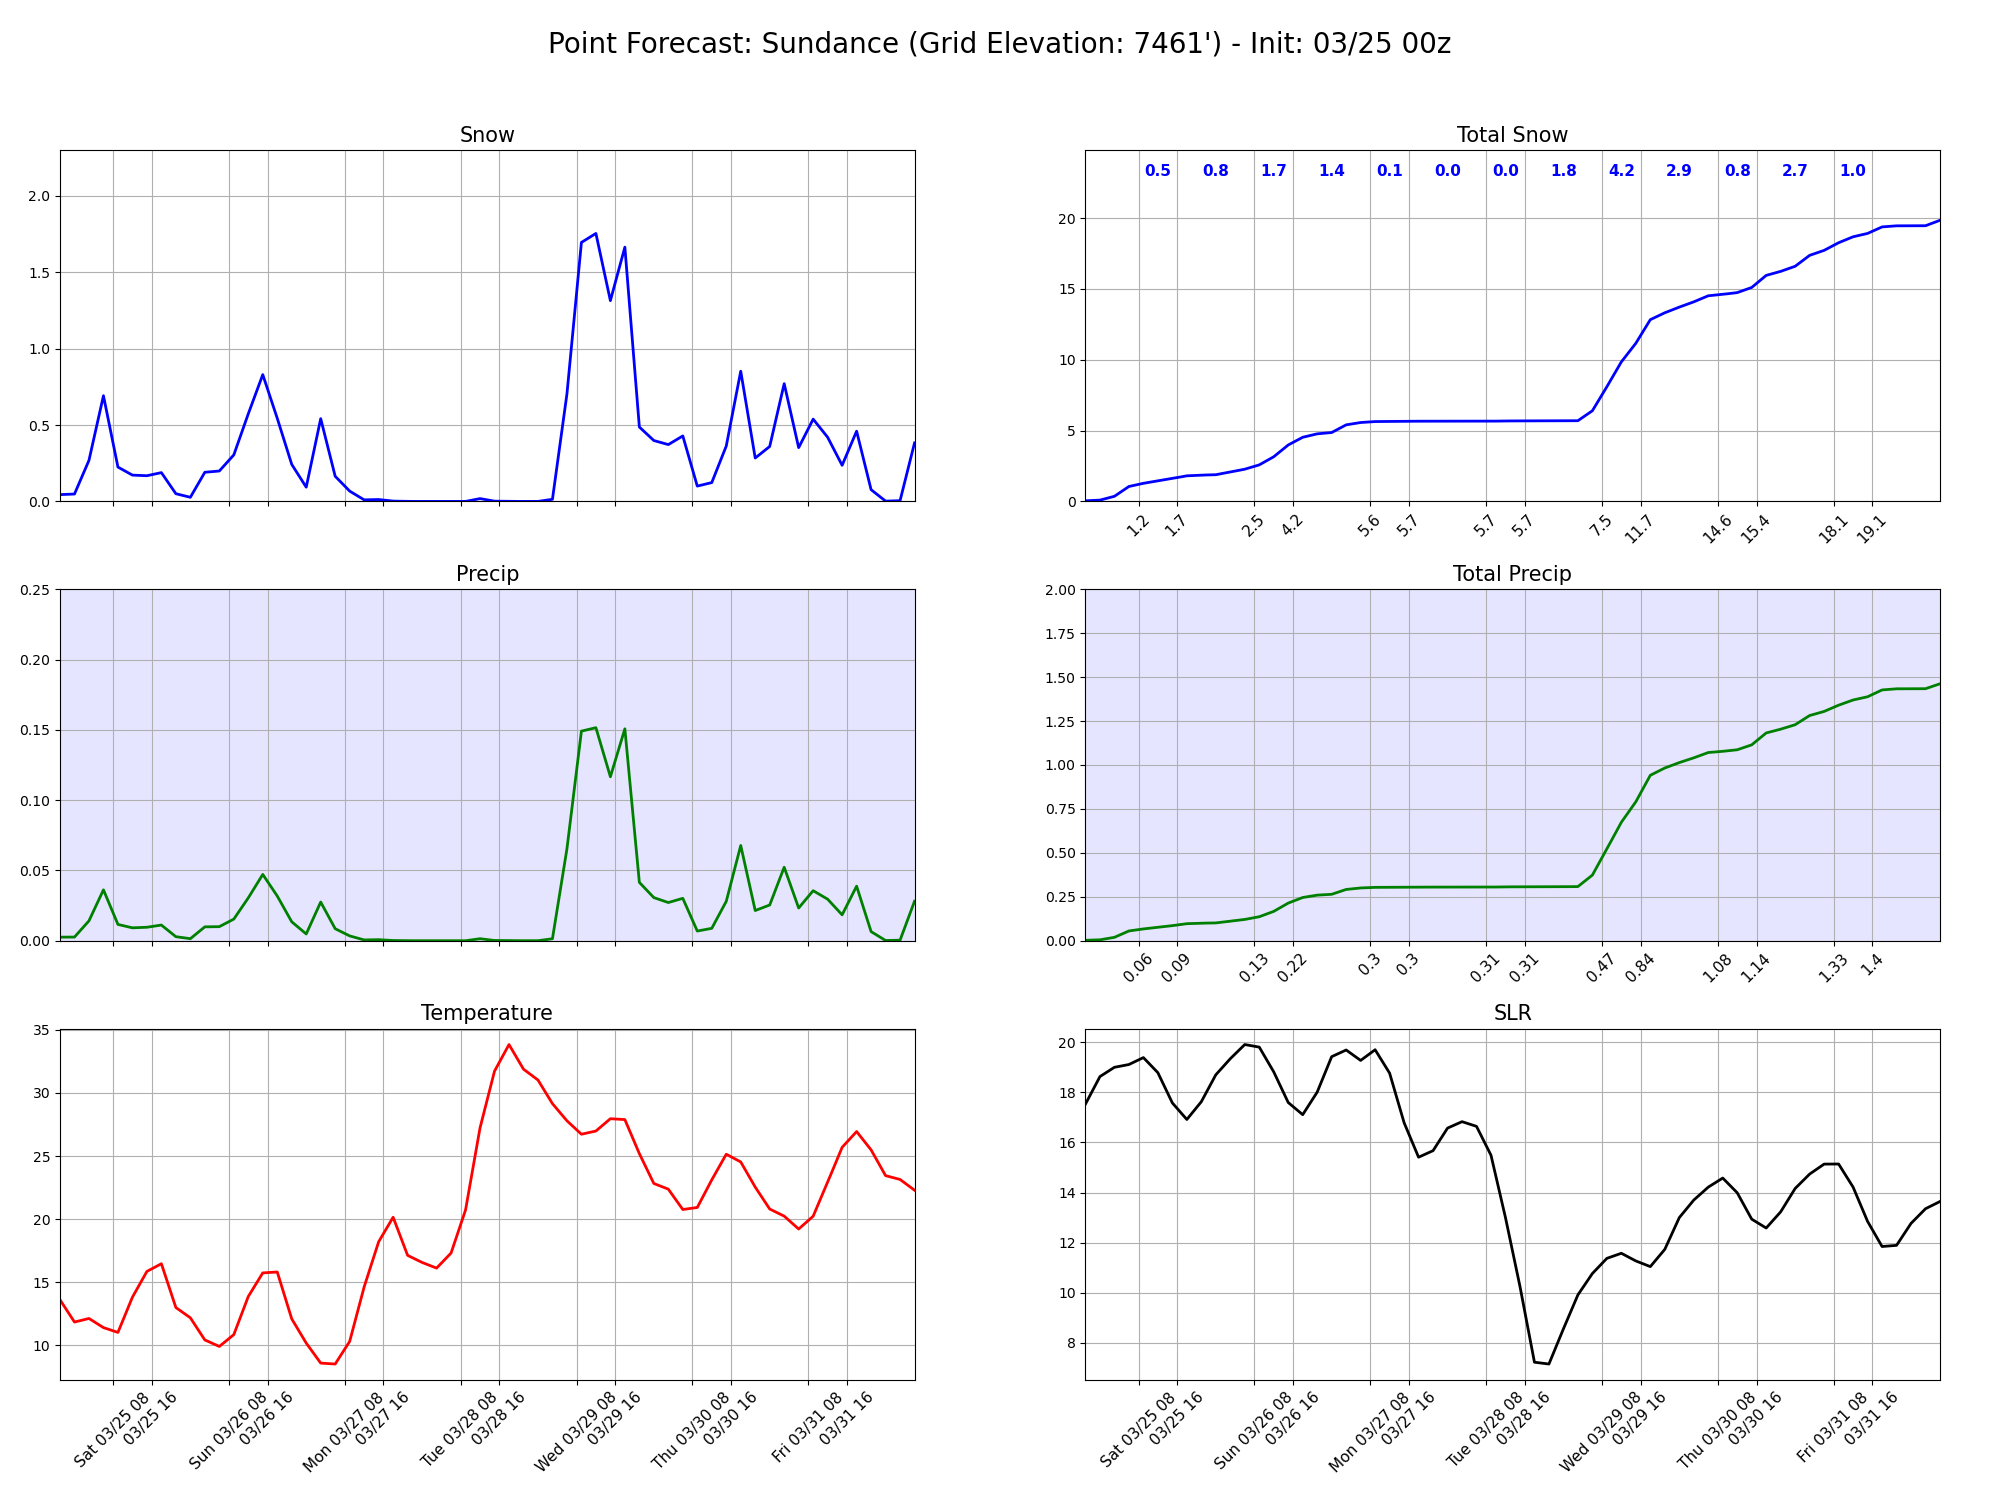 Point Forecast: Sundance (Grid Elevation: 7461') - Init: 03/25 00z
Snow
2.0
1.5
1.0
0.5
0.0
Total Snow
0.5 0.8 1.7 1.4 0.1 0.0 0.0 1.8 4.2 2.9 0.8 2.7 1.0
20
15
10
5
0
1.2 1.7 2.5 4.2 5.6 5.7 5.7 5.7 7.5 11.7 14.6 15.4 18.1 19.1
Precip
0.25
0.20
0.15
0.10
0.05
0.00
Total Precip
2.00
1.75
1.50
1.25
1.00
0.75
0.50
0.25
0.00
0.06 0.09 0.13 0.22 0.3 0.3 0.31 0.31 0.47 0.84 1.08 1.14 1.33 1.4
Temperature
35
30
25
20
15
10
Sat 03/25 08
03/25 16
Sun 03/26 08
03/26 16
Mon 03/27 08
03/27 16
Tue 03/28 08
03/28 16
Wed 03/29 08
03/29 16
Thu 03/30 08
03/30 16
Fri 03/31 08
03/31 16
SLR
20
18
16
14
12
10
8
Sat 03/25 08
03/25 16
Sun 03/26 08
03/26 16
Mon 03/27 08
03/27 16
Tue 03/28 08
03/28 16
Wed 03/29 08
03/29 16
Thu 03/30 08
03/30 16
Fri 03/31 08
03/31 16